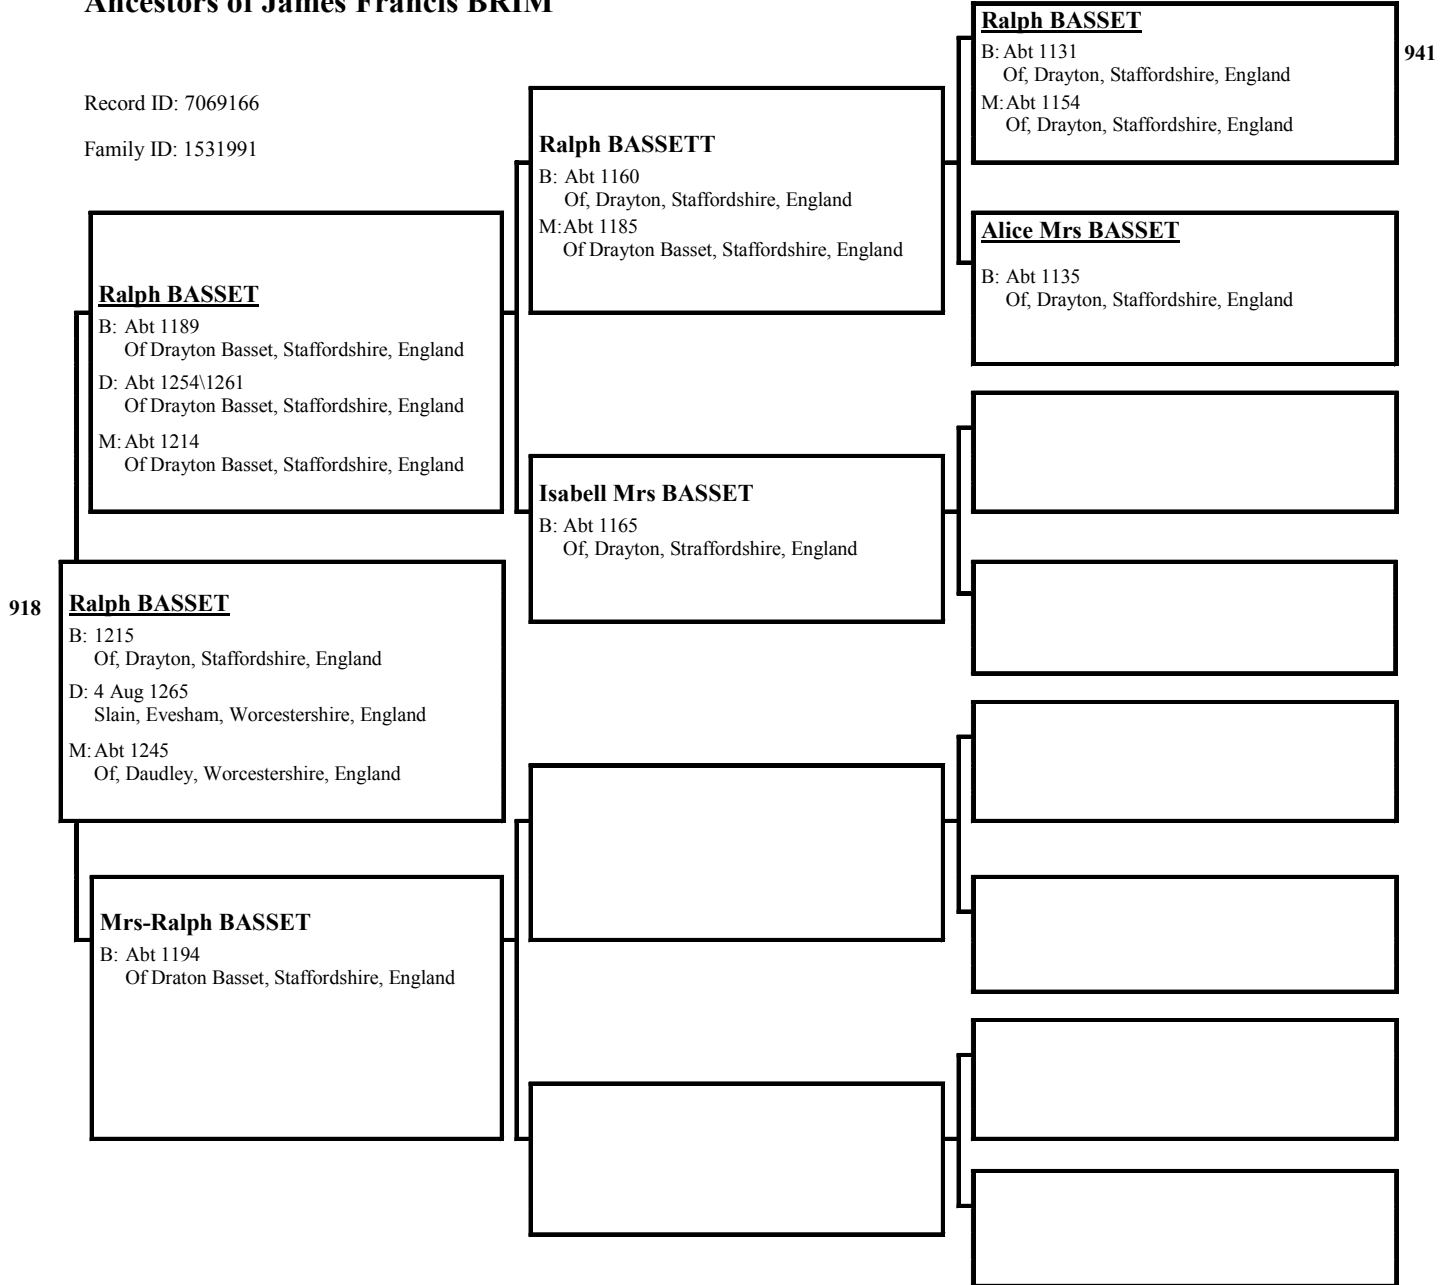 Ancestors of James Francis BRIM
Record ID: 7069166
Family ID: 1531991
Ralph BASSET
B: Abt 1131
Of, Drayton, Staffordshire, England
M: Abt 1154
Of, Drayton, Staffordshire, England
941
Ralph BASSETT
B: Abt 1160
Of, Drayton, Staffordshire, England
M: Abt 1185
Of Drayton Basset, Staffordshire, England
Alice Mrs BASSET
B: Abt 1135
Of, Drayton, Staffordshire, England
Ralph BASSET
B: Abt 1189
Of Drayton Basset, Staffordshire, England
D: Abt 1254\1261
Of Drayton Basset, Staffordshire, England
M: Abt 1214
Of Drayton Basset, Staffordshire, England
Isabell Mrs BASSET
B: Abt 1165
Of, Drayton, Straffordshire, England
918
Ralph BASSET
B: 1215
Of, Drayton, Staffordshire, England
D: 4 Aug 1265
Slain, Evesham, Worcestershire, England
M: Abt 1245
Of, Daudley, Worcestershire, England
Mrs-Ralph BASSET
B: Abt 1194
Of Draton Basset, Staffordshire, England